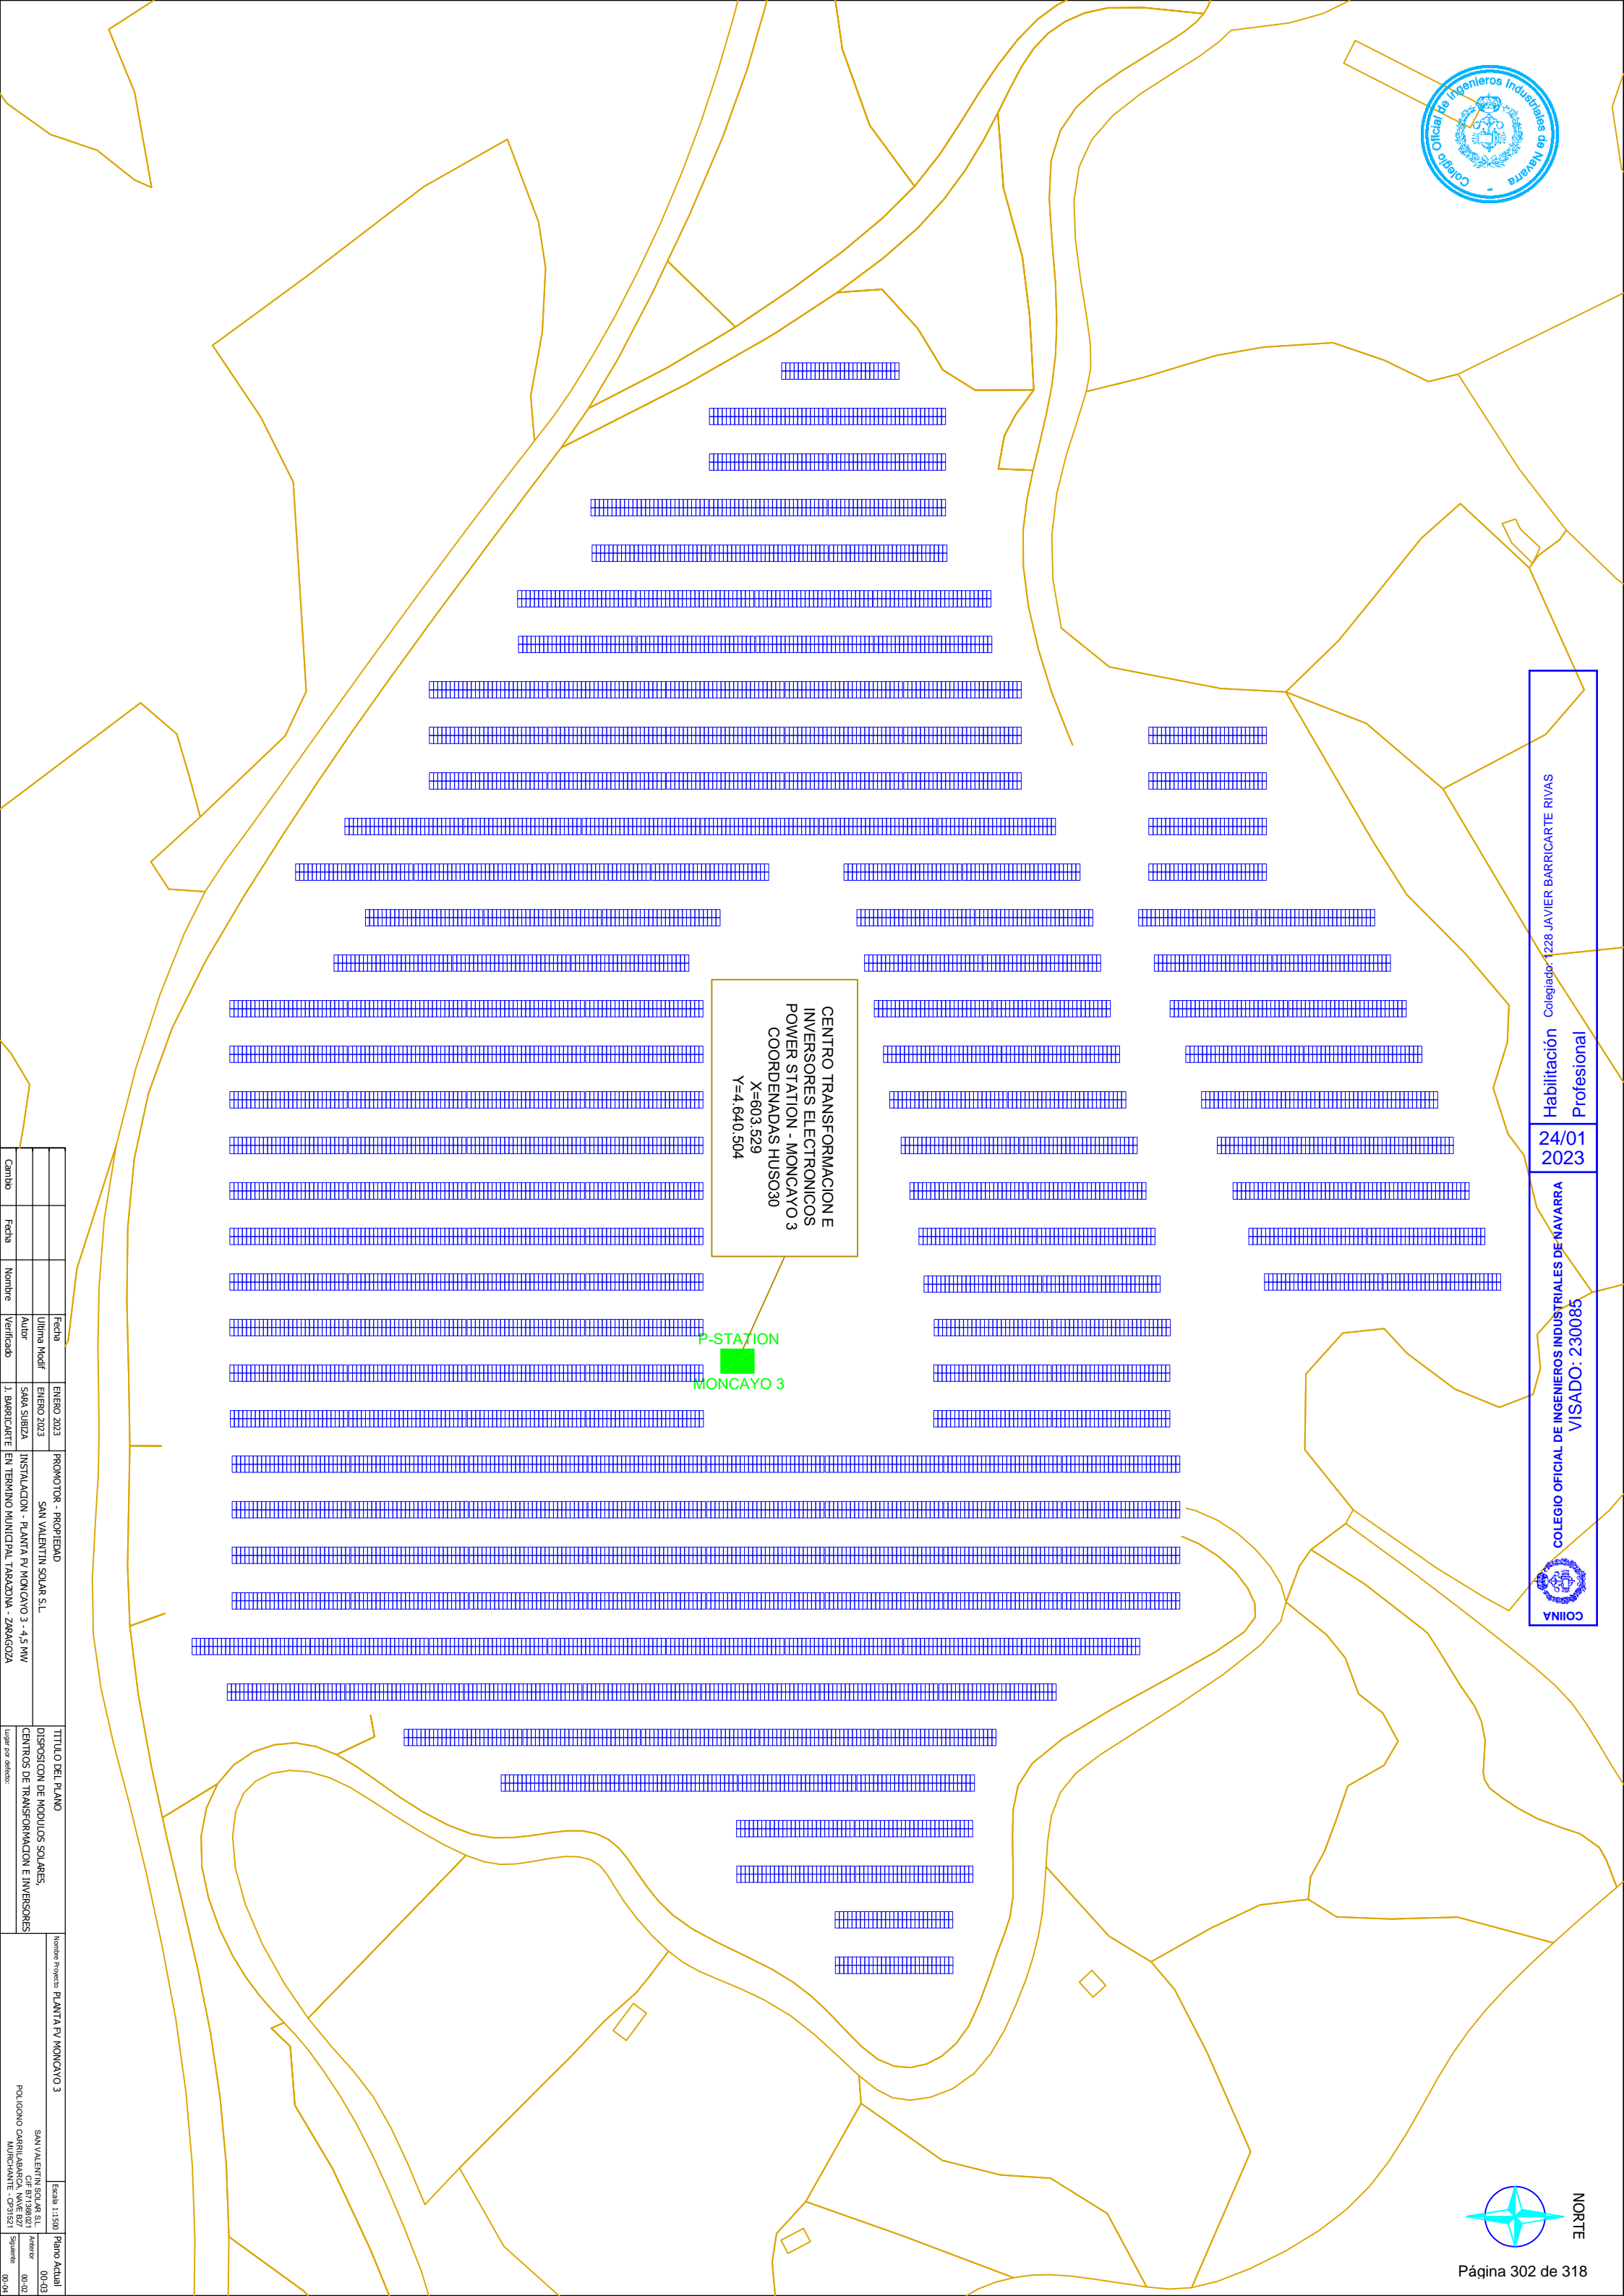 Colegio Oficial de Ingenieros Industriales de Navarra
CENTRO TRANSFORMACION E
INVERSORES ELECTRONICOS
POWER STATION - MONCAYO 3
COORDENADAS HUSO30
X=603.529
Y=4.640.504
P-STATION
MONCAYO 3
Habilitación Colegiado: 1228 JAVIER BARRICARTE RIVAS
Profesional
24/01
2023
COLEGIO OFICIAL DE INGENIEROS INDUSTRIALES DE NAVARRA
VISADO: 230085
COIINA
NORTE
Página 302 de 318
Cambio
Fecha
Nombre
Fecha
ENERO 2023
Ultima Modif
ENERO 2023
Autor
SARA SUBIZA
Verificado
J. BARRICARTE
PROMOTOR - PROPIEDAD
SAN VALENTIN SOLAR S.L.
INSTALACION - PLANTA FV MONCAYO 3 - 4,5 MW
EN TERMINO MUNICIPAL TARAZONA - ZARAGOZA
TITULO DEL PLANO
DISPOSICON DE MODULOS SOLARES,
CENTROS DE TRANSFORMACION E INVERSORES
Lugar por defecto:
Nombre Proyecto PLANTA FV MONCAYO 3
SAN VALENTIN SOLAR S.L.
POLIGONO CARRILABARCA, NAVE B27
MURCHANTE - CP31521
Escala 1:1500
Plano Actual
00-03
Anterior
00-02
Siguiente
00-04